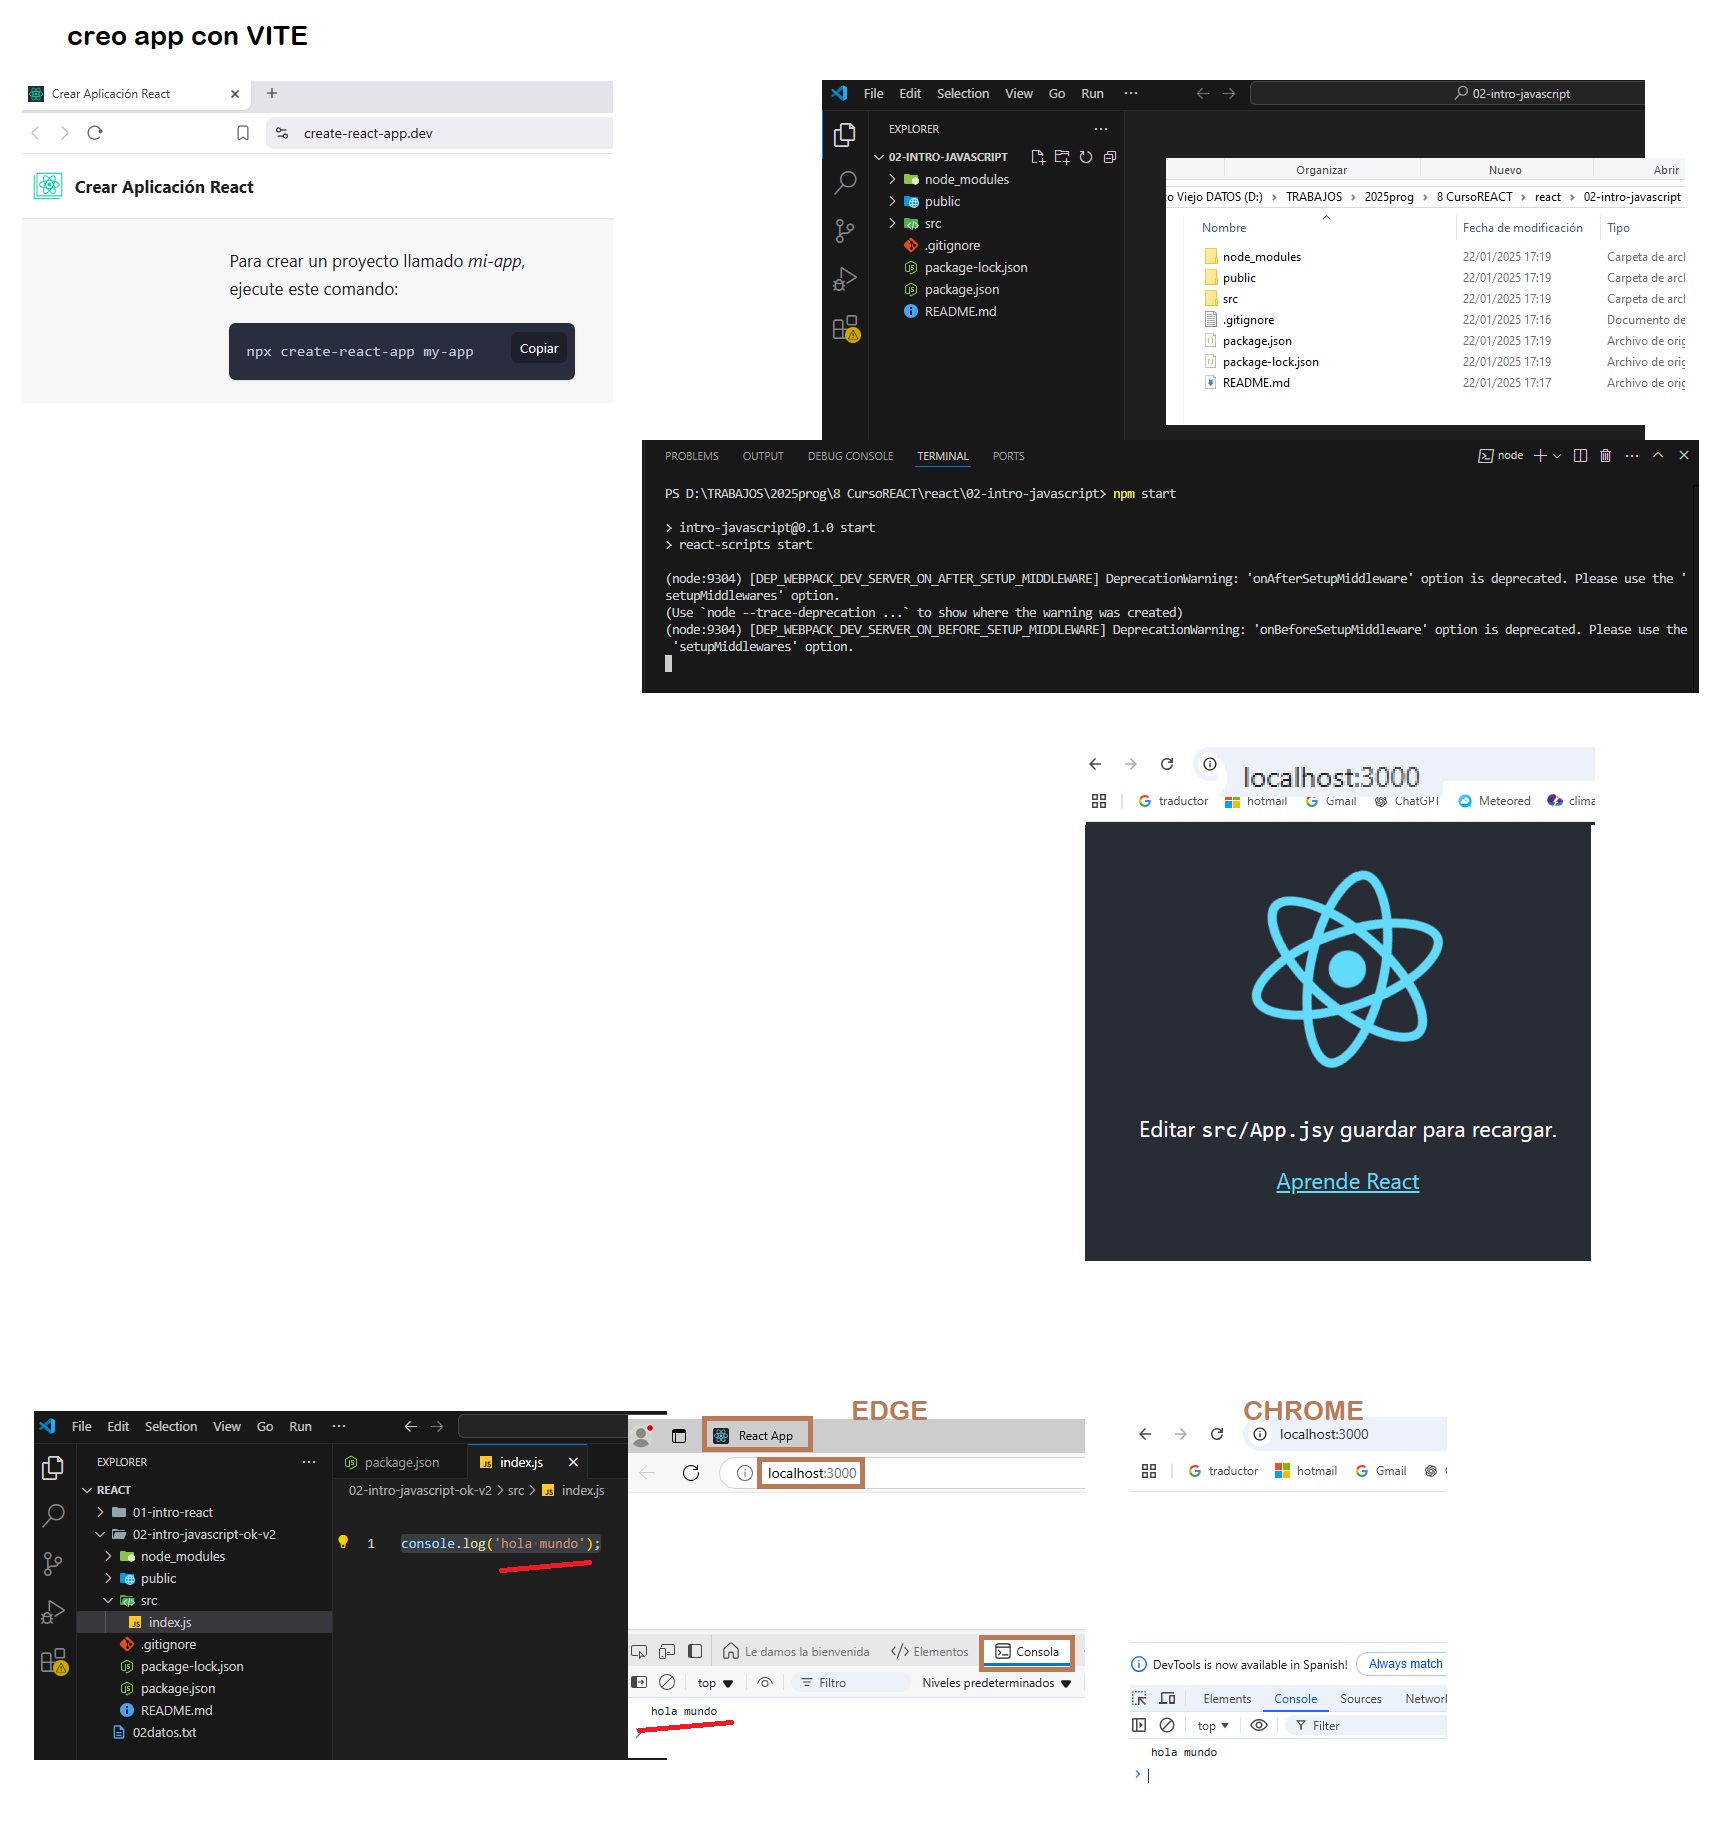 creo app con VITE
Crear Aplicación React
create-react-app.dev
Crear Aplicación React
Para crear un proyecto llamado mi-app,
ejecute este comando:
npx create-react-app my-app
Copiar
File Edit Selection View Go Run ···
02-intro-javascript
EXPLORER
02-INTRO-JAVASCRIPT
node_modules
public
src
.gitignore
package-lock.json
package.json
README.md
Organizar Nuevo Abrir
o Viejo DATOS (D:) > TRABAJOS > 2025prog > 8 CursoREACT > react > 02-intro-javascript
Nombre Fecha de modificación Tipo
node_modules 22/01/2025 17:19 Carpeta de arcl
public 22/01/2025 17:19 Carpeta de arcl
src 22/01/2025 17:19 Carpeta de arcl
.gitignore 22/01/2025 17:16 Documento de
package.json 22/01/2025 17:19 Archivo de orig
package-lock.json 22/01/2025 17:19 Archivo de orig
README.md 22/01/2025 17:17 Archivo de orig
PROBLEMS OUTPUT DEBUG CONSOLE TERMINAL PORTS
node
PS D:\TRABAJOS\2025prog\8 CursoREACT\react\02-intro-javascript> npm start
> intro-javascript@0.1.0 start
> react-scripts start
(node:9304) [DEP_WEBPACK_DEV_SERVER_ON_AFTER_SETUP_MIDDLEWARE] DeprecationWarning: 'onAfterSetupMiddleware' option is deprecated. Please use the '
setupMiddlewares' option.
(Use `node --trace-deprecation ...` to show where the warning was created)
(node:9304) [DEP_WEBPACK_DEV_SERVER_ON_BEFORE_SETUP_MIDDLEWARE] DeprecationWarning: 'onBeforeSetupMiddleware' option is deprecated. Please use the
'setupMiddlewares' option.
localhost:3000
traductor hotmail Gmail ChatGPT Meteored clima
Editar src/App.jsy guardar para recargar.
Aprende React
File Edit Selection View Go Run ···
EXPLORER
REACT
01-intro-react
02-intro-javascript-ok-v2
node_modules
public
src
index.js
.gitignore
package-lock.json
package.json
README.md
02datos.txt
package.json index.js
02-intro-javascript-ok-v2 > src > index.js
1 console.log('hola mundo');
EDGE
React App
localhost:3000
Le damos la bienvenida Elementos Consola
top Filtro Niveles predeterminados
hola mundo
CHROME
localhost:3000
traductor hotmail Gmail
DevTools is now available in Spanish! Always match
Elements Console Sources Network
top Filter
hola mundo